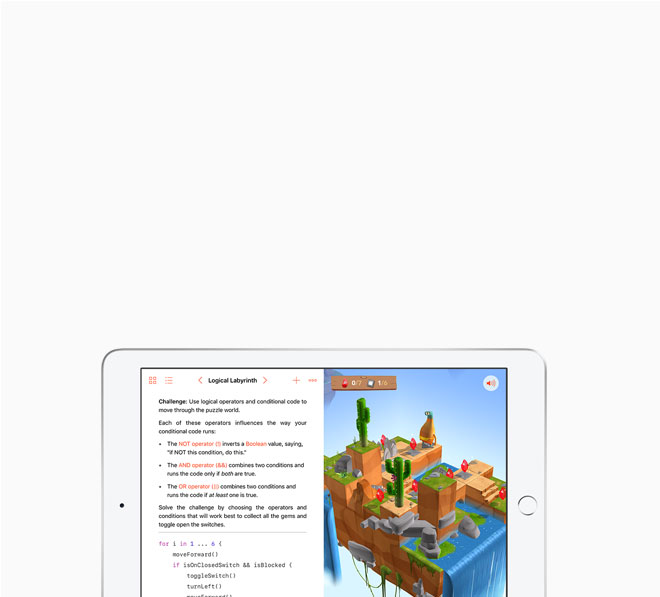 Logical Labyrinth
0/7 1/6
Challenge: Use logical operators and conditional code to
move through the puzzle world.
Each of these operators influences the way your
conditional code runs:
• The NOT operator (!) inverts a Boolean value, saying,
"if NOT this condition, do this."
• The AND operator (&&) combines two conditions and
runs the code only if both are true.
• The OR operator (||) combines two conditions and
runs the code if at least one is true.
Solve the challenge by choosing the operators and
conditions that will work best to collect all the gems and
toggle open the switches.
for i in 1 ... 6 {
moveForward()
if isOnClosedSwitch && isBlocked {
toggleSwitch()
turnLeft()
moveForward()